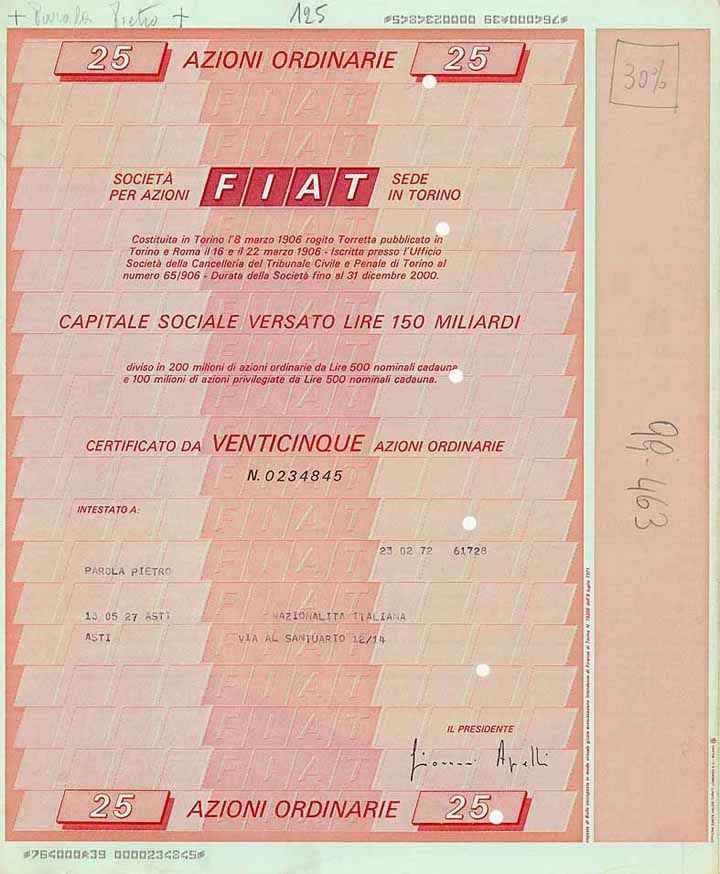 + Parola Pietro +
125
#764000A39 0000234845#
25 AZIONI ORDINARIE 25
30%
SOCIETÀ PER AZIONI FIAT SEDE IN TORINO
Costituita in Torino l'8 marzo 1906 rogito Torretta pubblicato in
Torino e Roma il 16 e il 22 marzo 1906 - Iscritta presso l'Ufficio
Società della Cancelleria del Tribunale Civile e Penale di Torino al
numero 65/906 - Durata della Società fino al 31 dicembre 2000.
CAPITALE SOCIALE VERSATO LIRE 150 MILIARDI
diviso in 200 milioni di azioni ordinarie da Lire 500 nominali cadauna
e 100 milioni di azioni privilegiate da Lire 500 nominali cadauna.
CERTIFICATO DA VENTICINQUE AZIONI ORDINARIE
N. 0234845
99-463
INTESTATO A:
23 02 72 61728
PAROLA PIETRO
13 05 27 ASTI NAZIONALITA ITALIANA
ASTI VIA AL SANTUARIO 12/14
IL PRESIDENTE
Giovanni Agnelli
25 AZIONI ORDINARIE 25
#764000A39 0000234845#